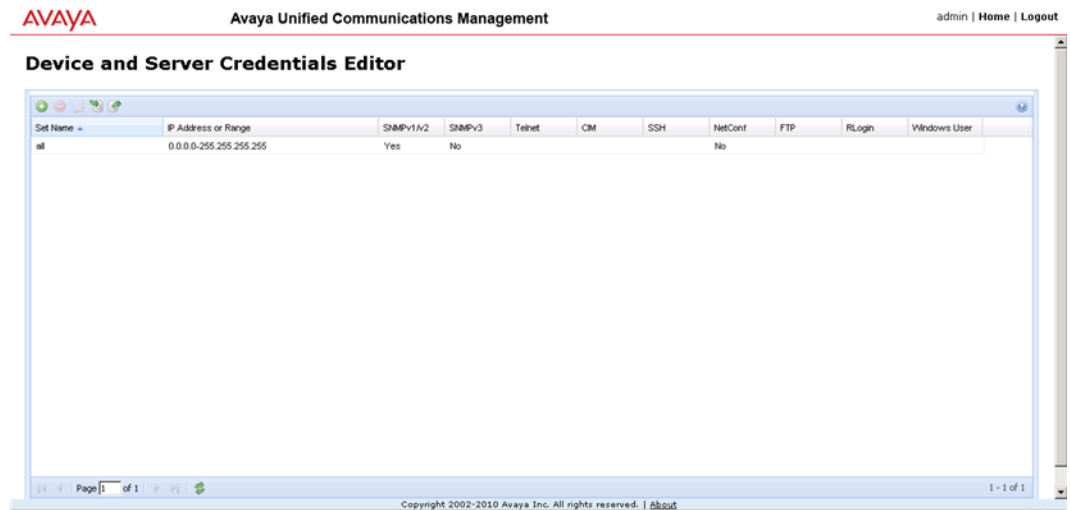 AVAYA Avaya Unified Communications Management admin | Home | Logout
Device and Server Credentials Editor
Set Name IP Address or Range SNMPv1/v2 SNMPv3 Telnet CIM SSH NetConf FTP RLogin Windows User
all 0.0.0.0-255.255.255.255 Yes No No
Page 1 of 1 1 - 1 of 1
Copyright 2002-2010 Avaya Inc. All rights reserved. | About